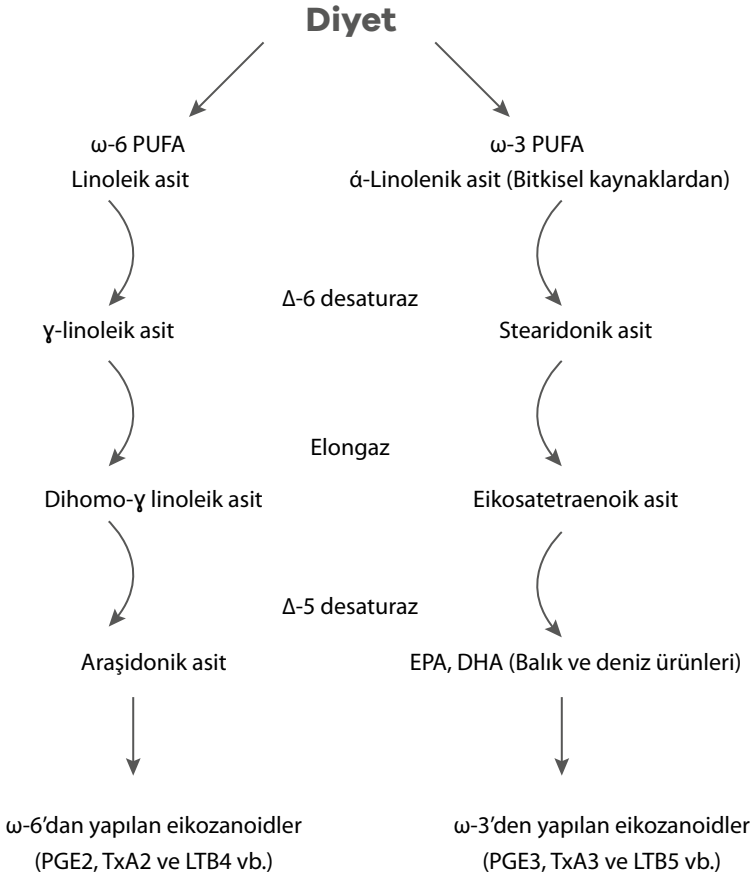 Diyet
ω-6 PUFA
Linoleik asit
ω-3 PUFA
ά-Linolenik asit (Bitkisel kaynaklardan)
Δ-6 desaturaz
ɣ-linoleik asit
Stearidonik asit
Elongaz
Dihomo-ɣ linoleik asit
Eikosatetraenoik asit
Δ-5 desaturaz
Araşidonik asit
EPA, DHA (Balık ve deniz ürünleri)
ω-6’dan yapılan eikozanoidler
(PGE2, TxA2 ve LTB4 vb.)
ω-3’den yapılan eikozanoidler
(PGE3, TxA3 ve LTB5 vb.)